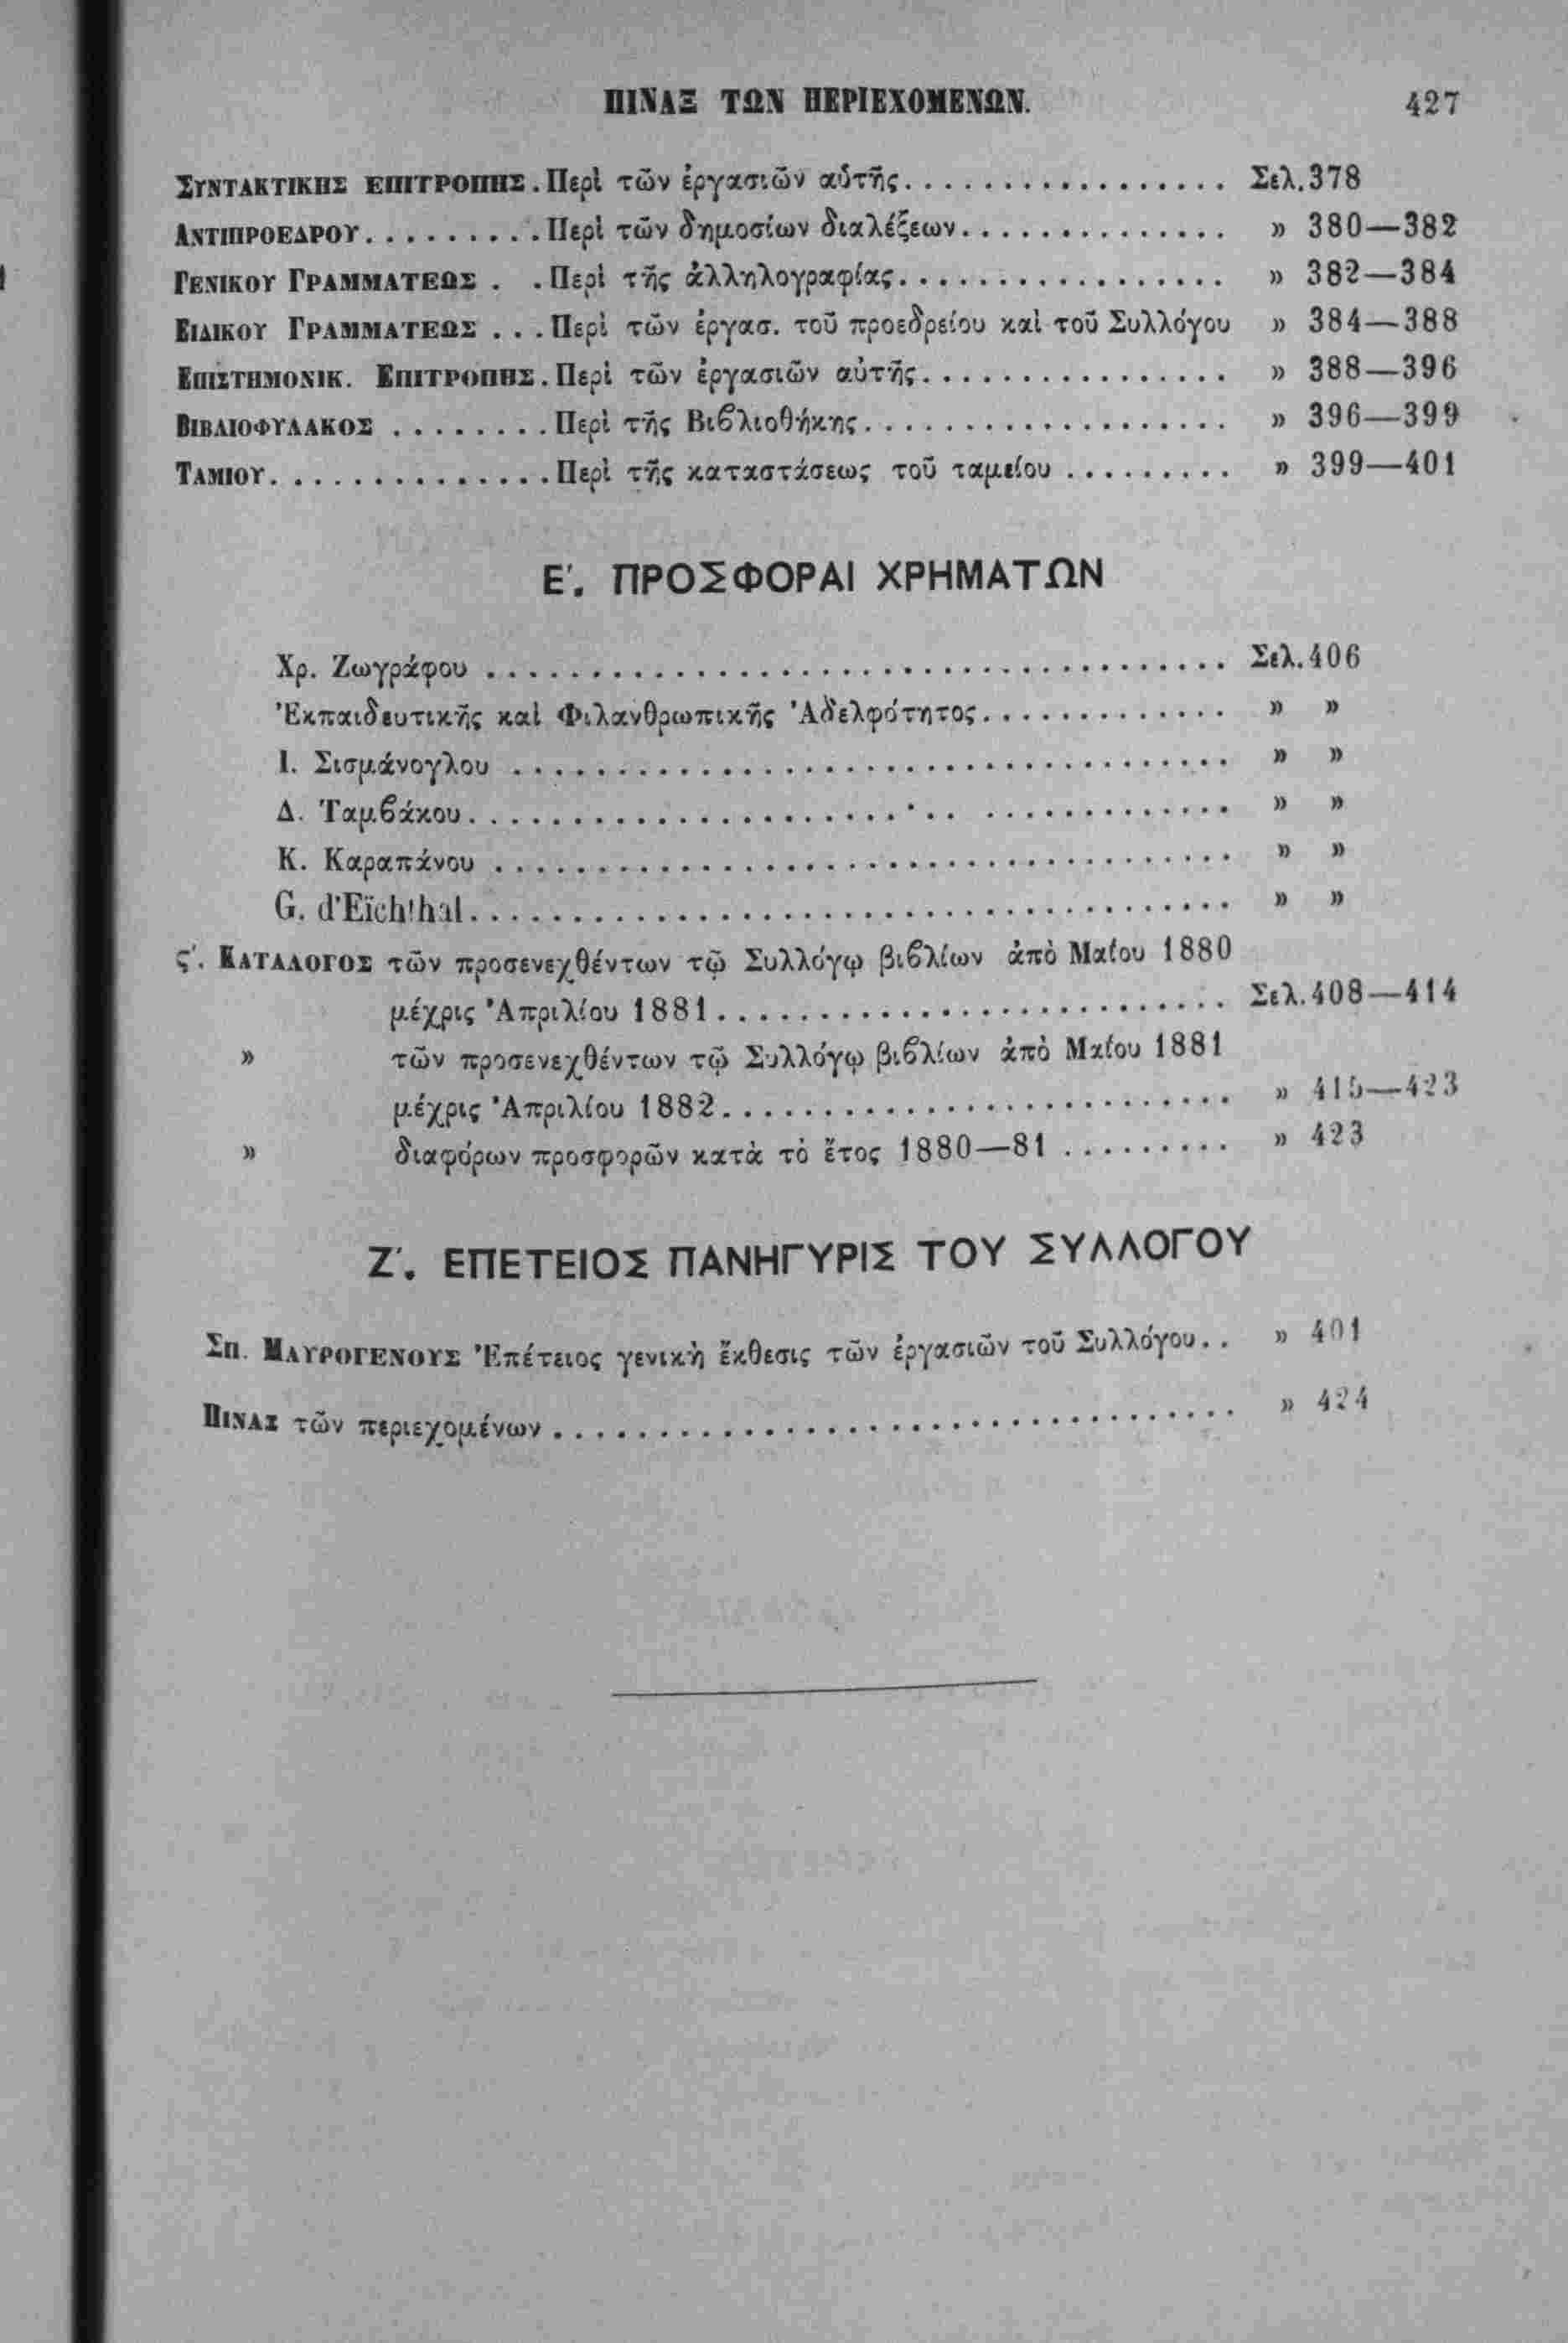 ΠΙΝΑΞ ΤΩΝ ΠΕΡΙΕΧΟΜΕΝΩΝ. 427
ΣΥΝΤΑΚΤΙΚΗΣ ΕΠΙΤΡΟΠΗΣ. Περὶ τῶν ἐργασιῶν αὑτῆς. . . . . . . . . . . . . . . . . Σελ. 378
ΑΝΤΙΠΡΟΕΔΡΟΥ. . . . . . . . . Περὶ τῶν δημοσίων διαλέξεων. . . . . . . . . . . . . . » 380—382
ΓΕΝΙΚΟΥ ΓΡΑΜΜΑΤΕΩΣ . . Περὶ τῆς ἀλληλογραφίας. . . . . . . . . . . . . . . . . » 382—384
ΕΙΔΙΚΟΥ ΓΡΑΜΜΑΤΕΩΣ . . . Περὶ τῶν ἐργασ. τοῦ προεδρείου καὶ τοῦ Συλλόγου » 384—388
ΕΠΙΣΤΗΜΟΝΙΚ. ΕΠΙΤΡΟΠΗΣ. Περὶ τῶν ἐργασιῶν αὐτῆς. . . . . . . . . . . . . . . . » 388—396
ΒΙΒΛΙΟΦΥΛΑΚΟΣ . . . . . . . . Περὶ τῆς Βιϐλιοθήκης. . . . . . . . . . . . . . . . . . . » 396—399
ΤΑΜΙΟΥ. . . . . . . . . . . . . . Περὶ τῆς καταστάσεως τοῦ ταμείου . . . . . . . . . » 399—401
Ε΄. ΠΡΟΣΦΟΡΑΙ ΧΡΗΜΑΤΩΝ
Χρ. Ζωγράφου . . . . . . . . . . . . . . . . . . . . . . . . . . . . . . . . . . . . Σελ. 406
Ἐκπαιδευτικῆς καὶ Φιλανθρωπικῆς Ἀδελφότητος. . . . . . . . . . . . . » »
Ι. Σισμάνογλου . . . . . . . . . . . . . . . . . . . . . . . . . . . . . . . . . . . » »
Δ. Ταμϐάκου. . . . . . . . . . . . . . . . . . . . . . . . . . . . . . . . . . . . . » »
Κ. Καραπάνου . . . . . . . . . . . . . . . . . . . . . . . . . . . . . . . . . . . . » »
G. d'Eïchthal. . . . . . . . . . . . . . . . . . . . . . . . . . . . . . . . . . . . . » »
ς΄. ΚΑΤΑΛΟΓΟΣ τῶν προσενεχθέντων τῷ Συλλόγῳ βιϐλίων ἀπὸ Μαΐου 1880
μέχρις Ἀπριλίου 1881. . . . . . . . . . . . . . . . . . . . . . . . . Σελ. 408—414
» τῶν προσενεχθέντων τῷ Συλλόγῳ βιϐλίων ἀπὸ Μαΐου 1881
μέχρις Ἀπριλίου 1882. . . . . . . . . . . . . . . . . . . . . . . . . » 415—423
» διαφόρων προσφορῶν κατὰ τὸ ἔτος 1880—81 . . . . . . . . . » 423
Ζ΄. ΕΠΕΤΕΙΟΣ ΠΑΝΗΓΥΡΙΣ ΤΟΥ ΣΥΛΛΟΓΟΥ
ΣΠ. ΜΑΥΡΟΓΕΝΟΥΣ Ἐπέτειος γενικὴ ἔκθεσις τῶν ἐργασιῶν τοῦ Συλλόγου. . » 401
ΠΙΝΑΞ τῶν περιεχομένων . . . . . . . . . . . . . . . . . . . . . . . . . . . . . . . . . » 424